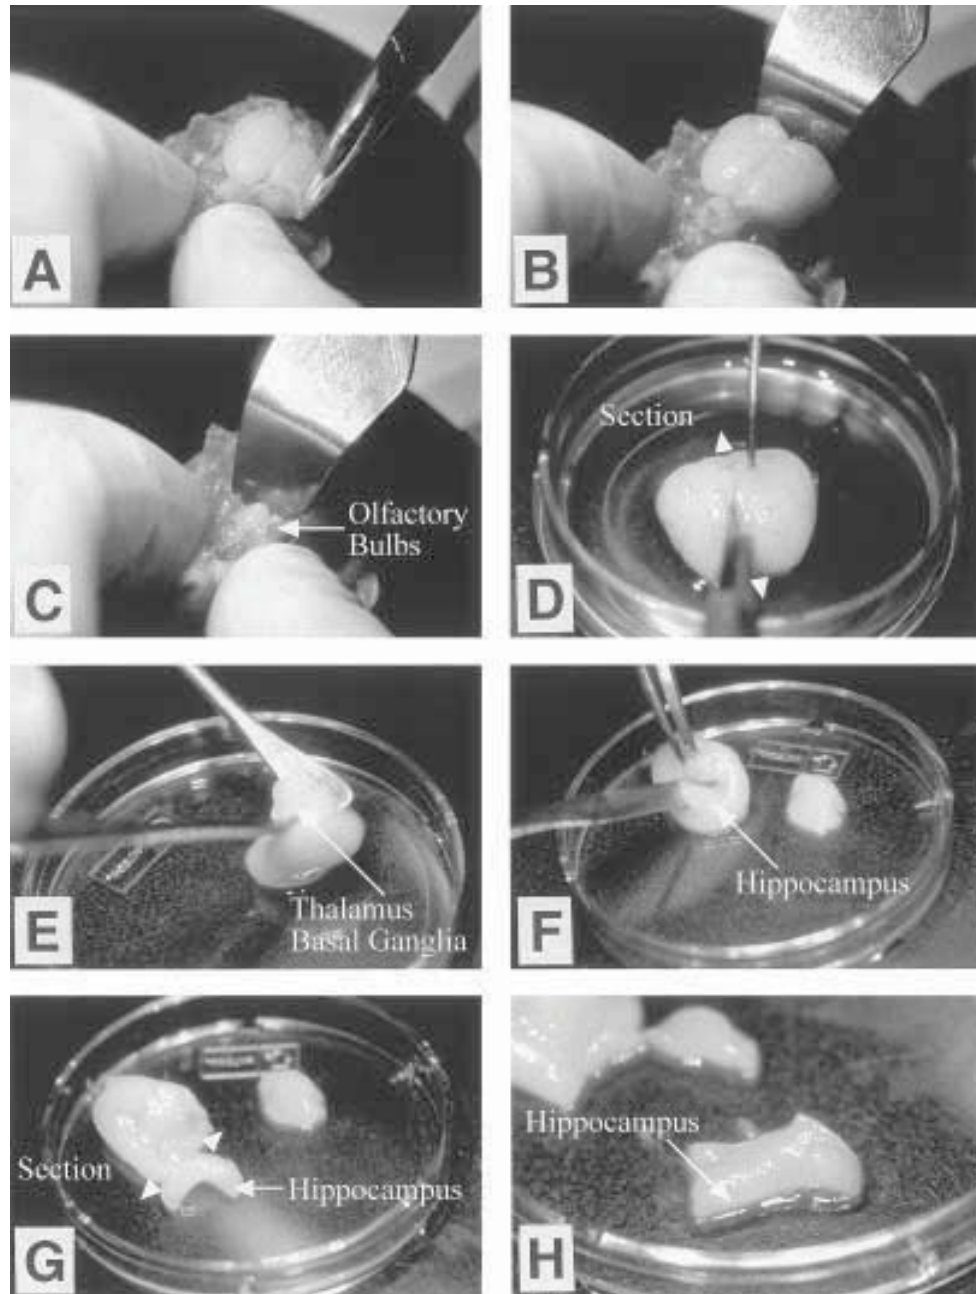 A
B
C
Olfactory
Bulbs
Section
D
E
Thalamus
Basal Ganglia
F
Hippocampus
G
Section
Hippocampus
H
Hippocampus